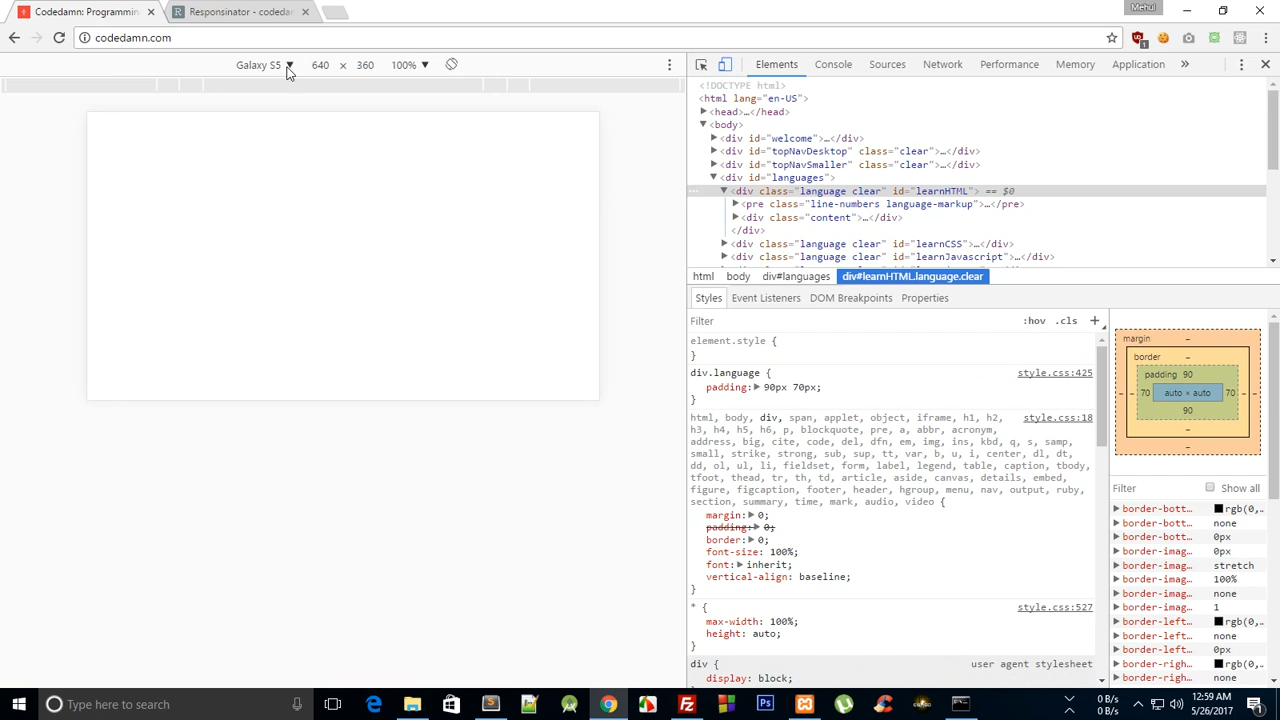 Codedamn: Programmin
Responsinator - codedam
Mehul
codedamn.com
Galaxy S5
640 × 360
100%
Elements Console Sources Network Performance Memory Application »
<!DOCTYPE html>
<html lang="en-US">
<head>…</head>
<body>
<div id="welcome">…</div>
<div id="topNavDesktop" class="clear">…</div>
<div id="topNavSmaller" class="clear">…</div>
<div id="languages">
<div class="language clear" id="learnHTML"> == $0
<pre class="line-numbers language-markup">…</pre>
<div class="content">…</div>
</div>
<div class="language clear" id="learnCSS">…</div>
<div class="language clear" id="learnJavascript">…</div>
html body div#languages div#learnHTML.language.clear
Styles Event Listeners DOM Breakpoints Properties
Filter :hov .cls +
element.style {
}
div.language { style.css:425
padding: 90px 70px;
}
html, body, div, span, applet, object, iframe, h1, h2, style.css:18
h3, h4, h5, h6, p, blockquote, pre, a, abbr, acronym,
address, big, cite, code, del, dfn, em, img, ins, kbd, q, s, samp,
small, strike, strong, sub, sup, tt, var, b, u, i, center, dl, dt,
dd, ol, ul, li, fieldset, form, label, legend, table, caption, tbody,
tfoot, thead, tr, th, td, article, aside, canvas, details, embed,
figure, figcaption, footer, header, hgroup, menu, nav, output, ruby,
section, summary, time, mark, audio, video {
margin: 0;
padding: 0;
border: 0;
font-size: 100%;
font: inherit;
vertical-align: baseline;
}
* { style.css:527
max-width: 100%;
height: auto;
}
div { user agent stylesheet
display: block;
margin –
border –
padding 90
– – 70 auto × auto 70 – –
90
–
–
Filter Show all
border-bott… rgb(0,…
border-bott… none
border-bott… 0px
border-imag… 0px
border-imag… stretch
border-imag… 100%
border-imag… none
border-imag… 1
border-left… rgb(0,…
border-left… none
border-left… 0px
border-righ… rgb(0,…
border-righ… none
Type here to search
0 B/s
0 B/s
12:59 AM
5/26/2017